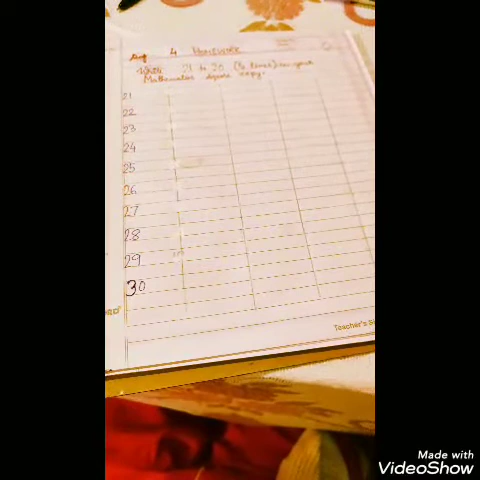 4 Homework
Write 21 to 30 (5 times) in your
Mathematics square copy.
21
22
23
24
25
26
27
28
29
30
Teacher's S
Made with
VideoShow